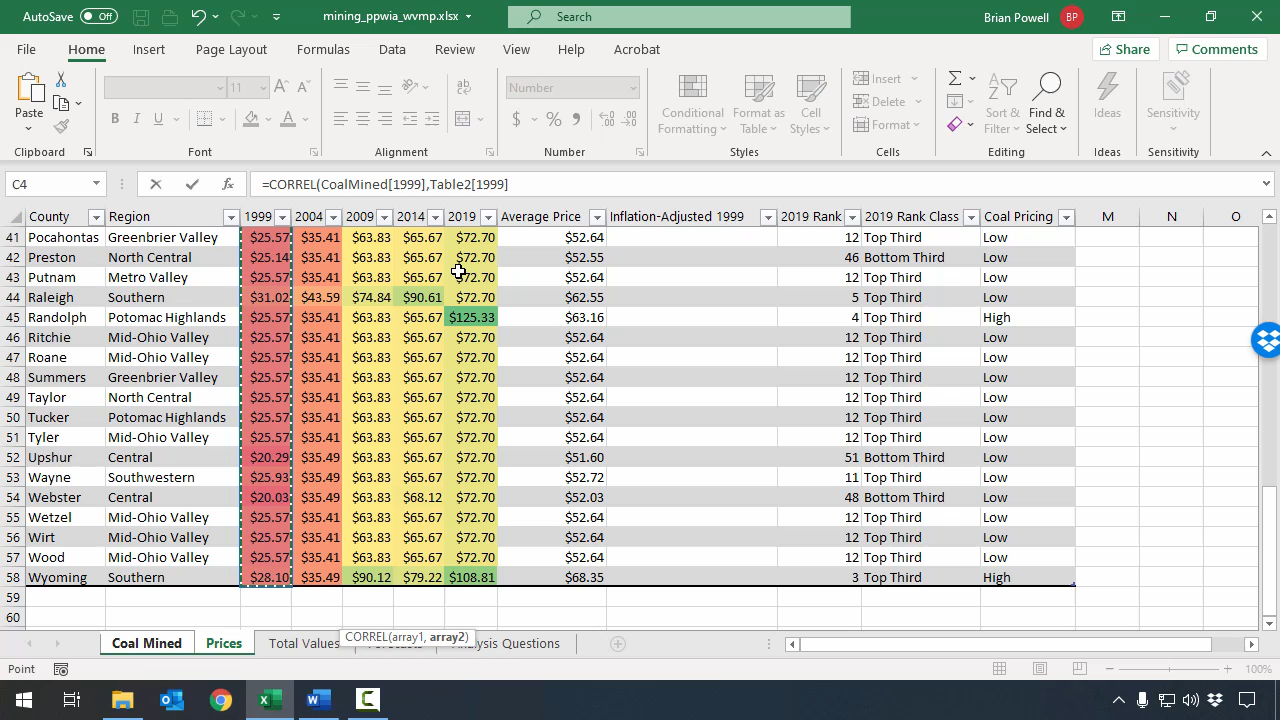 AutoSave Off mining_ppwia_wvmp.xlsx Search Brian Powell BP
File Home Insert Page Layout Formulas Data Review View Help Acrobat Share Comments
Paste 11 Number Conditional Formatting Format as Table Cell Styles Insert Delete Format Sort & Filter Find & Select Ideas Sensitivity
Clipboard Font Alignment Number Styles Cells Editing Ideas Sensitivity
C4 fx =CORREL(CoalMined[1999],Table2[1999]
County Region 1999 2004 2009 2014 2019 Average Price Inflation-Adjusted 1999 2019 Rank 2019 Rank Class Coal Pricing M N O
41 Pocahontas Greenbrier Valley $25.57 $35.41 $63.83 $65.67 $72.70 $52.64 12 Top Third Low
42 Preston North Central $25.14 $35.41 $63.83 $65.67 $72.70 $52.55 46 Bottom Third Low
43 Putnam Metro Valley $25.57 $35.41 $63.83 $65.67 $72.70 $52.64 12 Top Third Low
44 Raleigh Southern $31.02 $43.59 $74.84 $90.61 $72.70 $62.55 5 Top Third Low
45 Randolph Potomac Highlands $25.57 $35.41 $63.83 $65.67 $125.33 $63.16 4 Top Third High
46 Ritchie Mid-Ohio Valley $25.57 $35.41 $63.83 $65.67 $72.70 $52.64 12 Top Third Low
47 Roane Mid-Ohio Valley $25.57 $35.41 $63.83 $65.67 $72.70 $52.64 12 Top Third Low
48 Summers Greenbrier Valley $25.57 $35.41 $63.83 $65.67 $72.70 $52.64 12 Top Third Low
49 Taylor North Central $25.57 $35.41 $63.83 $65.67 $72.70 $52.64 12 Top Third Low
50 Tucker Potomac Highlands $25.57 $35.41 $63.83 $65.67 $72.70 $52.64 12 Top Third Low
51 Tyler Mid-Ohio Valley $25.57 $35.41 $63.83 $65.67 $72.70 $52.64 12 Top Third Low
52 Upshur Central $20.29 $35.49 $63.83 $65.67 $72.70 $51.60 51 Bottom Third Low
53 Wayne Southwestern $25.93 $35.49 $63.83 $65.67 $72.70 $52.72 11 Top Third Low
54 Webster Central $20.03 $35.49 $63.83 $68.12 $72.70 $52.03 48 Bottom Third Low
55 Wetzel Mid-Ohio Valley $25.57 $35.41 $63.83 $65.67 $72.70 $52.64 12 Top Third Low
56 Wirt Mid-Ohio Valley $25.57 $35.41 $63.83 $65.67 $72.70 $52.64 12 Top Third Low
57 Wood Mid-Ohio Valley $25.57 $35.41 $63.83 $65.67 $72.70 $52.64 12 Top Third Low
58 Wyoming Southern $28.10 $35.49 $90.12 $79.22 $108.81 $68.35 3 Top Third High
59
60
CORREL(array1, array2)
Coal Mined Prices Total Values Analysis Questions
Point 100%